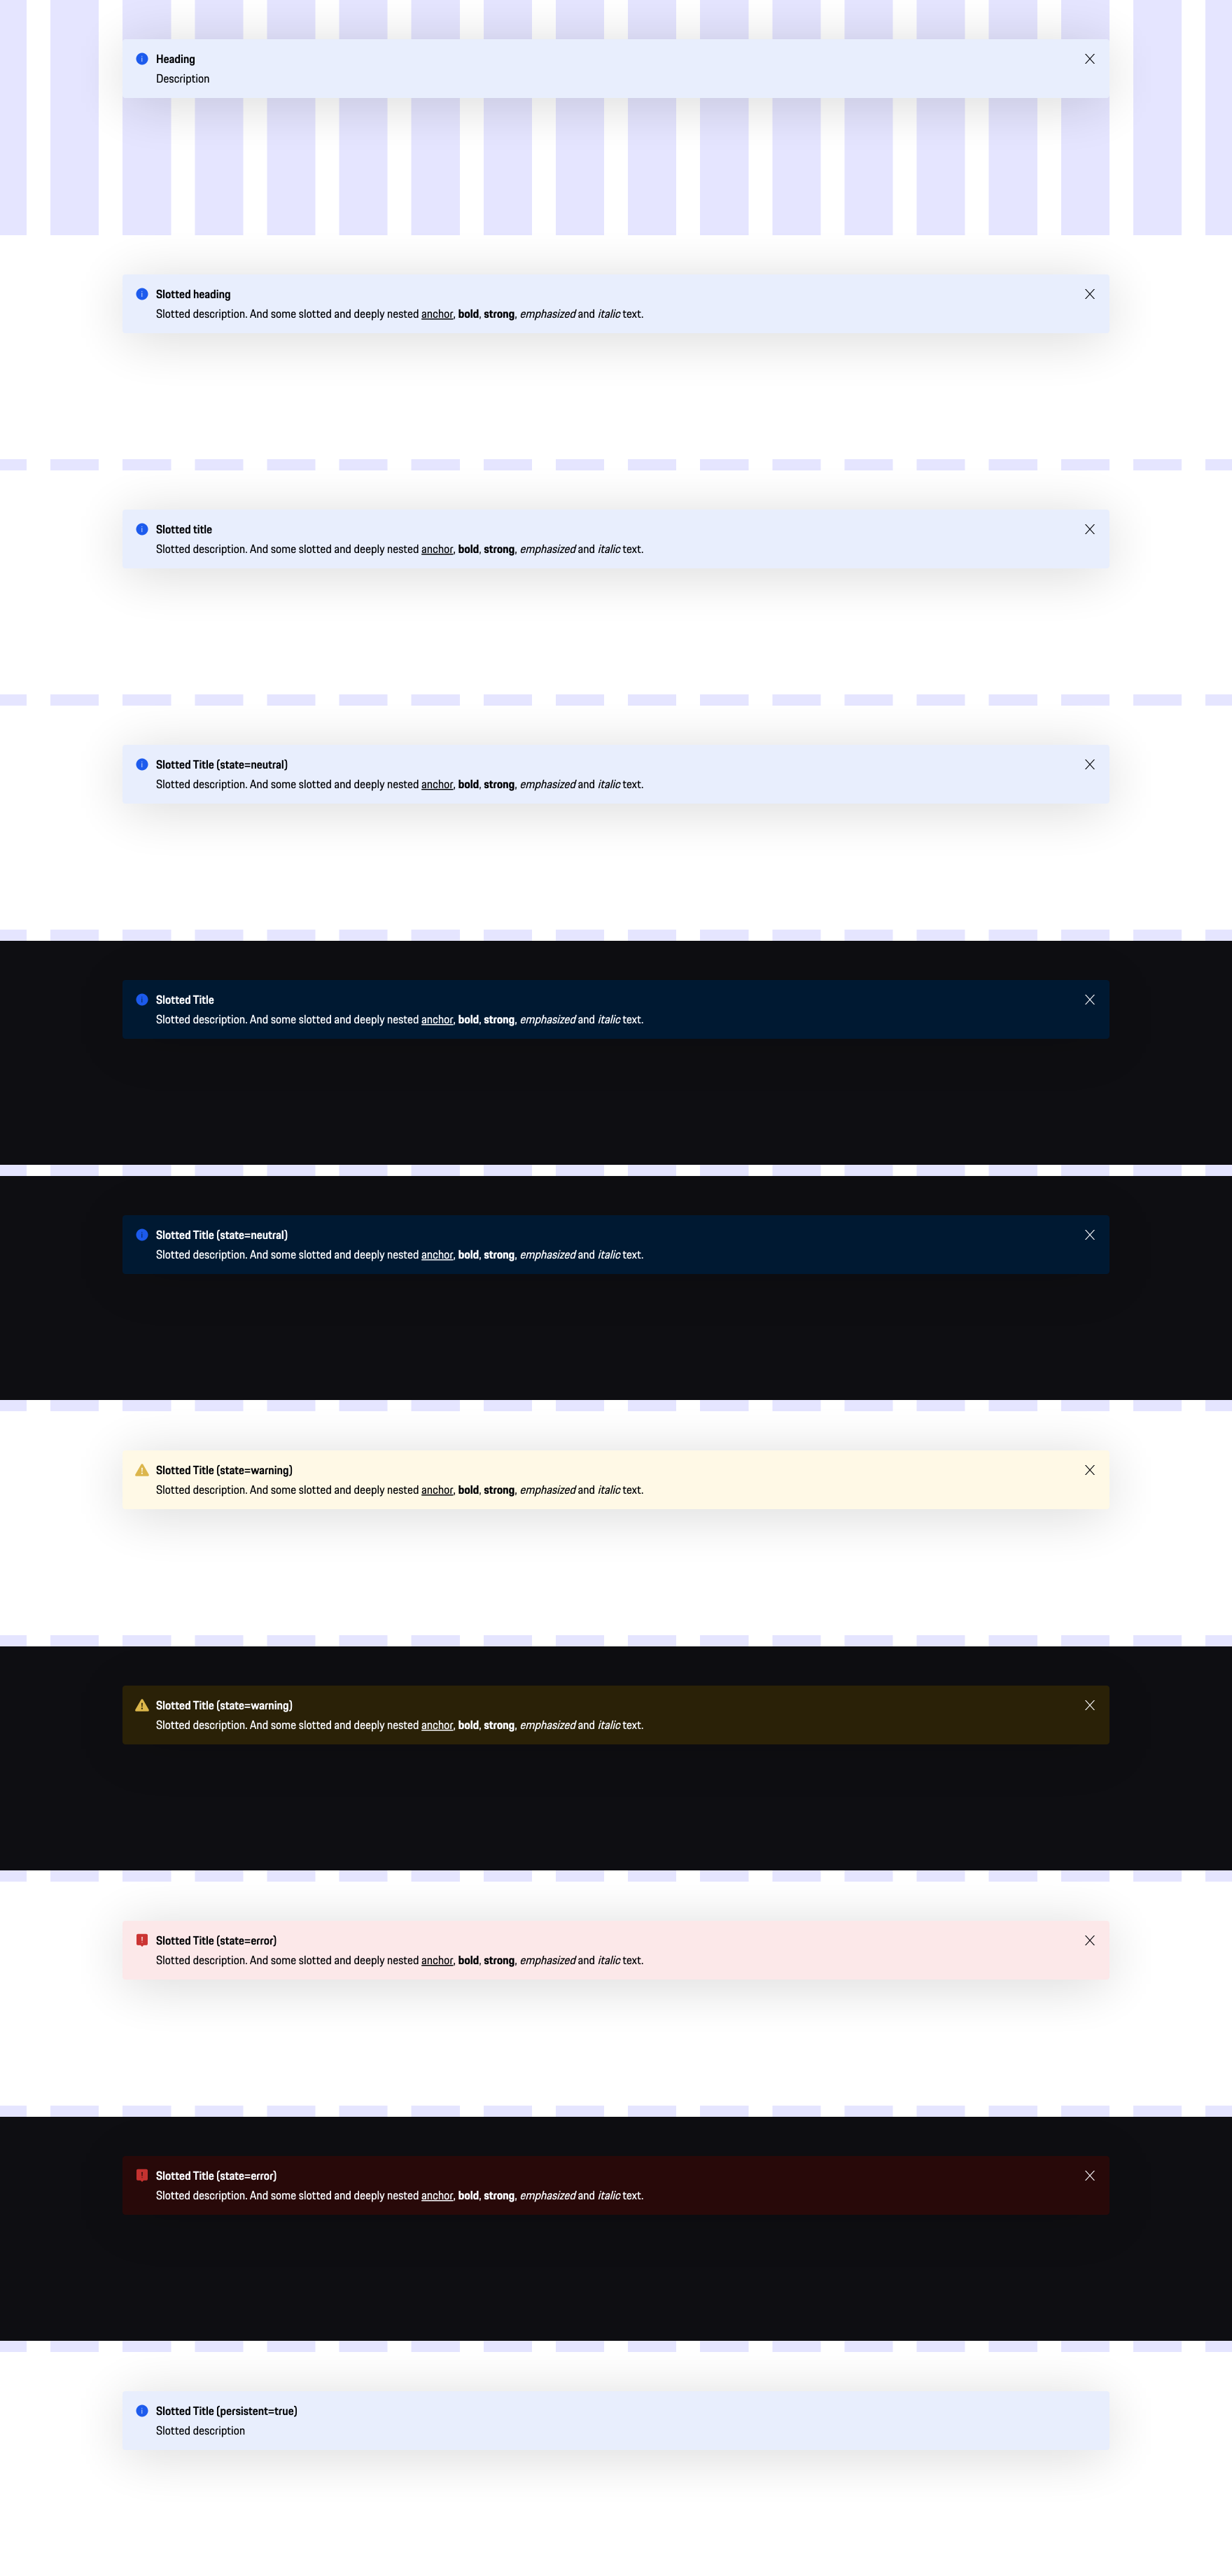 Heading
Description
Slotted heading
Slotted description. And some slotted and deeply nested anchor, bold, strong, emphasized and italic text.
Slotted title
Slotted description. And some slotted and deeply nested anchor, bold, strong, emphasized and italic text.
Slotted Title (state=neutral)
Slotted description. And some slotted and deeply nested anchor, bold, strong, emphasized and italic text.
Slotted Title
Slotted description. And some slotted and deeply nested anchor, bold, strong, emphasized and italic text.
Slotted Title (state=neutral)
Slotted description. And some slotted and deeply nested anchor, bold, strong, emphasized and italic text.
Slotted Title (state=warning)
Slotted description. And some slotted and deeply nested anchor, bold, strong, emphasized and italic text.
Slotted Title (state=warning)
Slotted description. And some slotted and deeply nested anchor, bold, strong, emphasized and italic text.
Slotted Title (state=error)
Slotted description. And some slotted and deeply nested anchor, bold, strong, emphasized and italic text.
Slotted Title (state=error)
Slotted description. And some slotted and deeply nested anchor, bold, strong, emphasized and italic text.
Slotted Title (persistent=true)
Slotted description